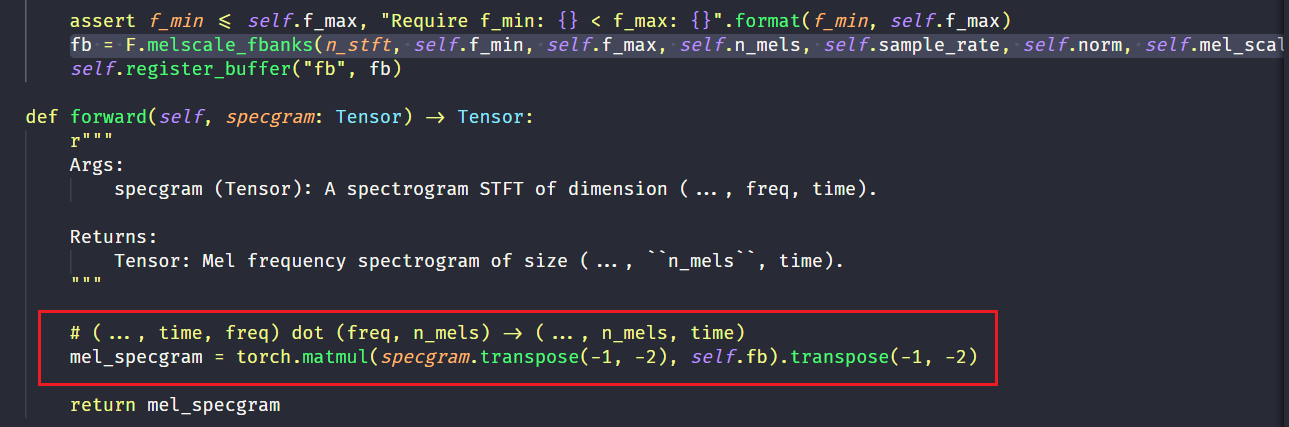 assert f_min <= self.f_max, "Require f_min: {} < f_max: {}".format(f_min, self.f_max)
fb = F.melscale_fbanks(n_stft, self.f_min, self.f_max, self.n_mels, self.sample_rate, self.norm, self.mel_scal
self.register_buffer("fb", fb)
def forward(self, specgram: Tensor) -> Tensor:
r"""
Args:
specgram (Tensor): A spectrogram STFT of dimension (..., freq, time).
Returns:
Tensor: Mel frequency spectrogram of size (..., ``n_mels``, time).
"""
# (..., time, freq) dot (freq, n_mels) -> (..., n_mels, time)
mel_specgram = torch.matmul(specgram.transpose(-1, -2), self.fb).transpose(-1, -2)
return mel_specgram